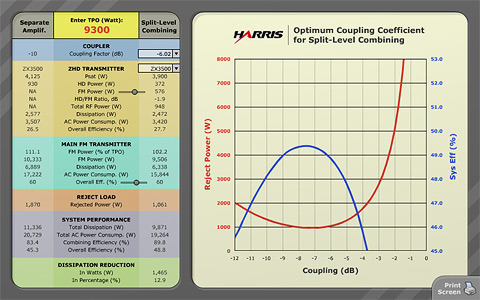 Separate Amplif.
Enter TPO (Watt):
9300
Split-Level Combining
COUPLER
-10 Coupling Factor (dB) -6.02
ZHD TRANSMITTER
ZX3500 ZX3500
4,125 Psat (W) 3,900
930 HD Power (W) 372
NA FM Power (W) 576
NA HD/FM Ratio, dB -1.9
NA Total RF Power (W) 948
2,577 Dissipation (W) 2,472
3,507 AC Power Consump. (W) 3,420
26.5 Overall Efficiency (%) 27.7
MAIN FM TRANSMITTER
111.1 FM Power (% of TPO) 102.2
10,333 FM Power (W) 9,506
6,889 Dissipation (W) 6,338
17,222 AC Power Consump. (W) 15,844
60 Overall Eff. (%) 60
REJECT LOAD
1,870 Rejected Power (W) 1,061
SYSTEM PERFORMANCE
11,336 Total Dissipation (W) 9,871
20,729 Total AC Power Consump. (W) 19,264
83.4 Combining Efficiency (%) 89.8
45.3 Overall Efficiency (%) 48.8
DISSIPATION REDUCTION
In Watts (W) 1,465
In Percentage (%) 12.9
HARRIS
Optimum Coupling Coefficient
for Split-Level Combining
8000 7000 6000 5000 4000 3000 2000 1000 0
Reject Power (W)
53.0 52.0 51.0 50.0 49.0 48.0 47.0 46.0 45.0
Sys Eff (%)
-12 -11 -10 -9 -8 -7 -6 -5 -4 -3 -2 -1 0
Coupling (dB)
Print
Screen